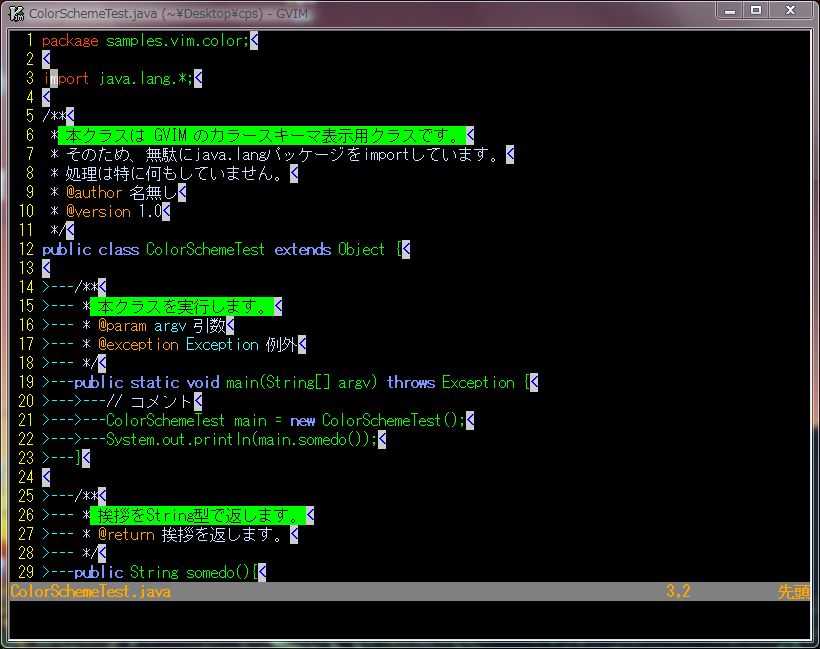 ColorSchemeTest.java (~¥Desktop¥cps) - GVIM
1 package samples.vim.color;<
2 <
3 import java.lang.*;<
4 <
5 /**<
6  * 本クラスは GVIM のカラースキーマ表示用クラスです。<
7  * そのため、無駄にjava.langパッケージをimportしています。<
8  * 処理は特に何もしていません。<
9  * @author 名無し<
10  * @version 1.0<
11  */<
12 public class ColorSchemeTest extends Object {<
13 <
14 >---/**<
15 >--- * 本クラスを実行します。<
16 >--- * @param argv 引数<
17 >--- * @exception Exception 例外<
18 >--- */<
19 >---public static void main(String[] argv) throws Exception {<
20 >--->---// コメント<
21 >--->---ColorSchemeTest main = new ColorSchemeTest();<
22 >--->---System.out.println(main.somedo());<
23 >---}<
24 <
25 >---/**<
26 >--- * 挨拶をString型で返します。<
27 >--- * @return 挨拶を返します。<
28 >--- */<
29 >---public String somedo(){<
ColorSchemeTest.java 3,2 先頭